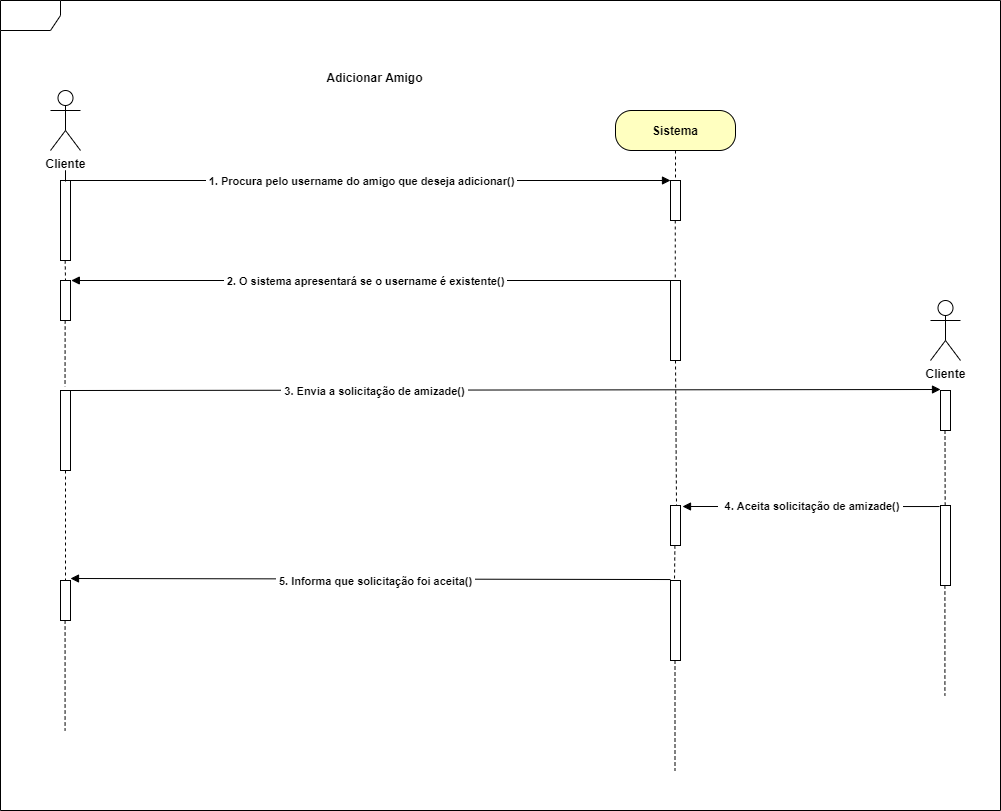 Adicionar Amigo
Sistema
Cliente
1. Procura pelo username do amigo que deseja adicionar()
2. O sistema apresentará se o username é existente()
Cliente
3. Envia a solicitação de amizade()
4. Aceita solicitação de amizade()
5. Informa que solicitação foi aceita()